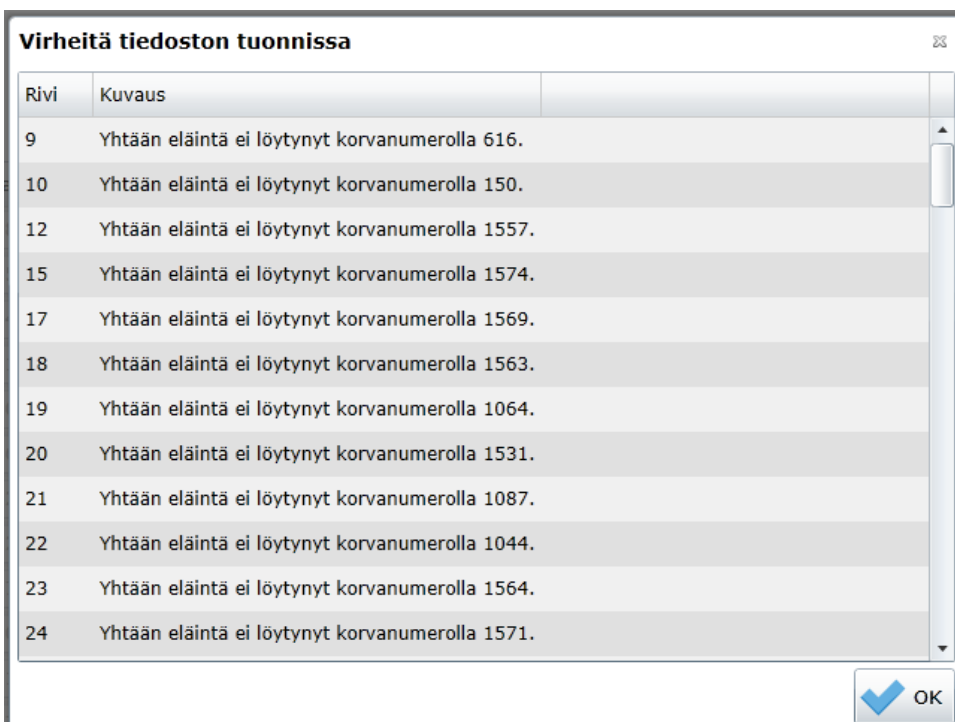 Virheitä tiedoston tuonnissa
Rivi Kuvaus
9 Yhtään eläintä ei löytynyt korvanumerolla 616.
10 Yhtään eläintä ei löytynyt korvanumerolla 150.
12 Yhtään eläintä ei löytynyt korvanumerolla 1557.
15 Yhtään eläintä ei löytynyt korvanumerolla 1574.
17 Yhtään eläintä ei löytynyt korvanumerolla 1569.
18 Yhtään eläintä ei löytynyt korvanumerolla 1563.
19 Yhtään eläintä ei löytynyt korvanumerolla 1064.
20 Yhtään eläintä ei löytynyt korvanumerolla 1531.
21 Yhtään eläintä ei löytynyt korvanumerolla 1087.
22 Yhtään eläintä ei löytynyt korvanumerolla 1044.
23 Yhtään eläintä ei löytynyt korvanumerolla 1564.
24 Yhtään eläintä ei löytynyt korvanumerolla 1571.
OK